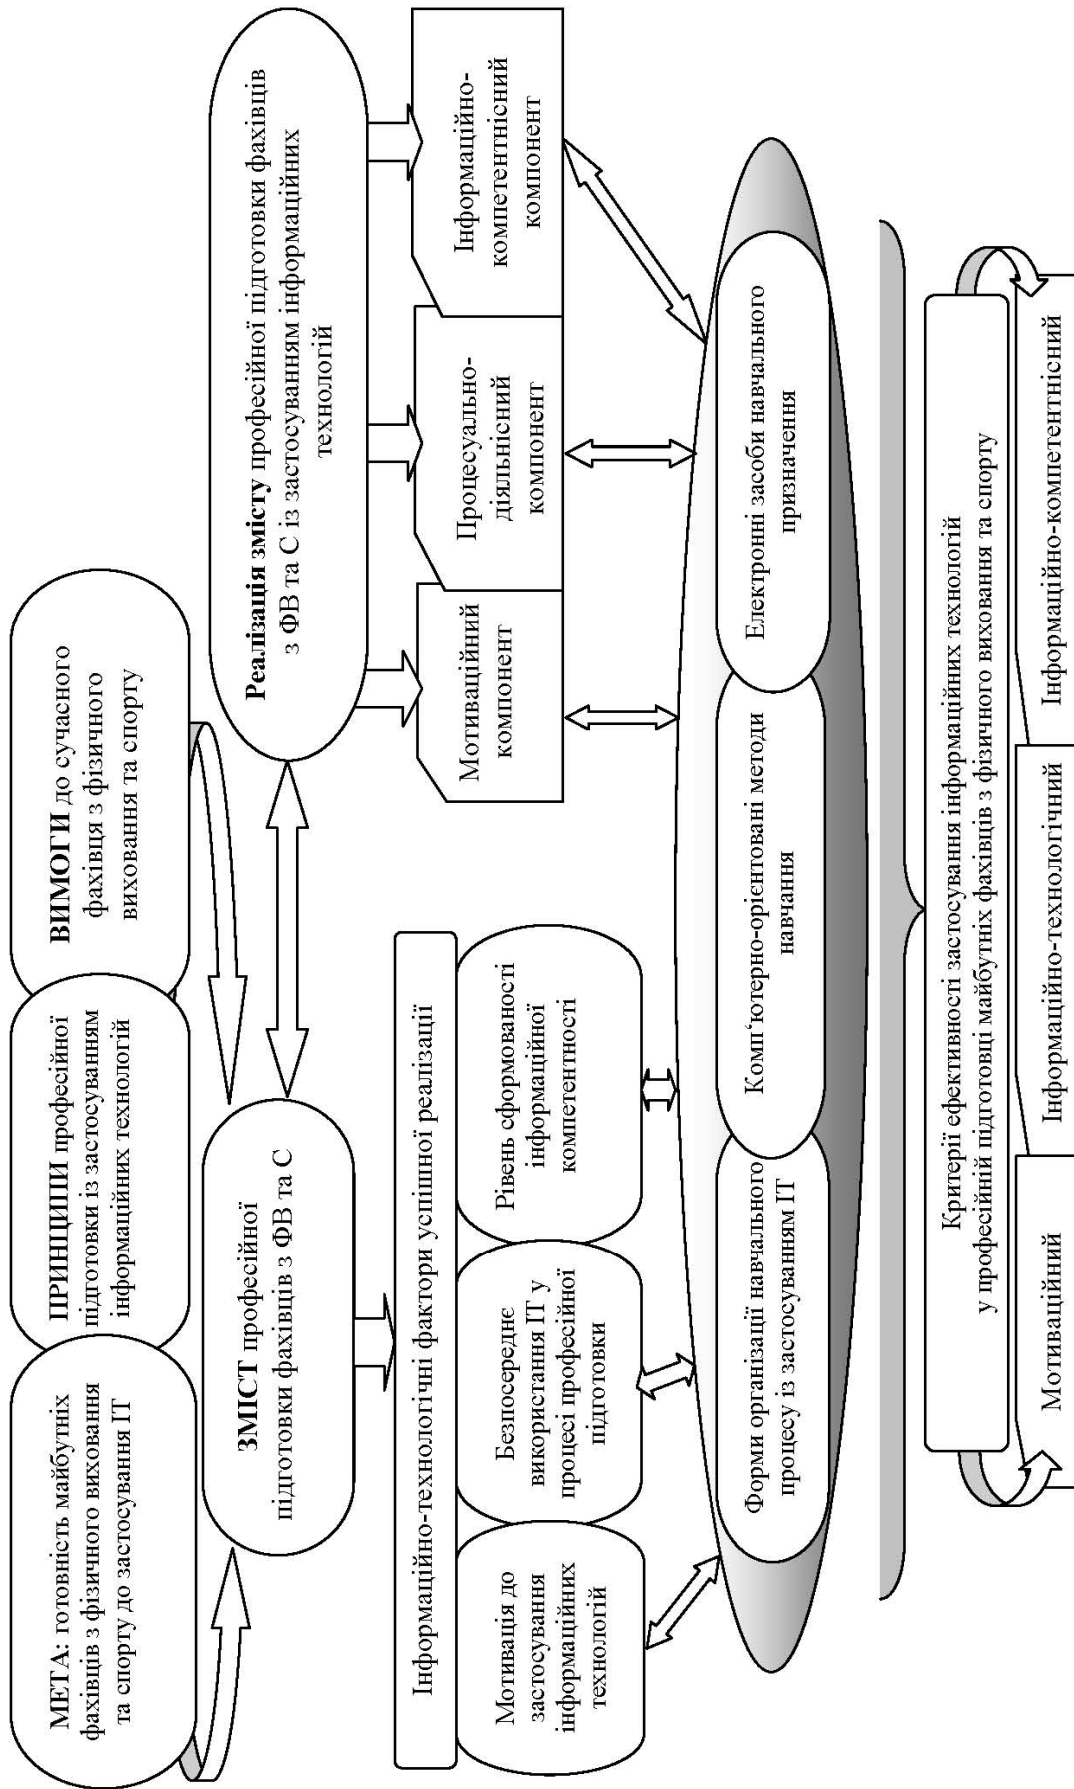 МЕТА: готовність майбутніх
фахівців з фізичного виховання
та спорту до застосування ІТ
ПРИНЦИПИ професійної
підготовки із застосуванням
інформаційних технологій
ВИМОГИ до сучасного
фахівця з фізичного
виховання та спорту
ЗМІСТ професійної
підготовки фахівців з ФВ та С
Реалізація змісту професійної підготовки фахівців
з ФВ та С із застосуванням інформаційних
технологій
Інформаційно-технологічні фактори успішної реалізації
Мотивація до
застосування
інформаційних
технологій
Безпосереднє
використання ІТ у
процесі професійної
підготовки
Рівень сформованості
інформаційної
компетентності
Мотиваційний
компонент
Процесуально-
діяльнісний
компонент
Інформаційно-
компетентнісний
компонент
Форми організації навчального
процесу із застосуванням ІТ
Комп‘ютерно-орієнтовані методи
навчання
Електронні засоби навчального
призначення
Критерії ефективності застосування інформаційних технологій
у професійній підготовці майбутніх фахівців з фізичного виховання та спорту
Мотиваційний
Інформаційно-технологічний
Інформаційно-компетентнісний